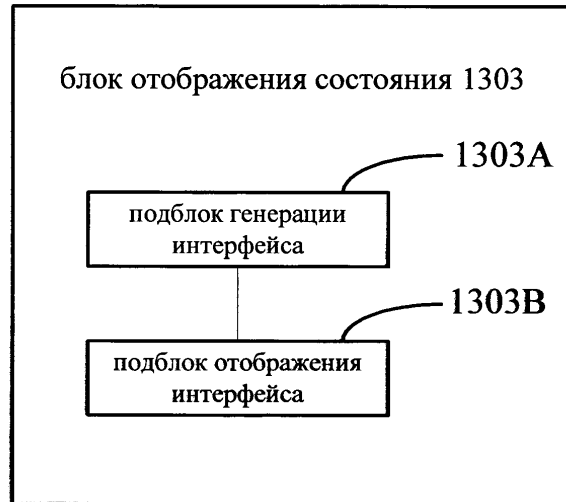 блок отображения состояния 1303
1303A
подблок генерации
интерфейса
1303B
подблок отображения
интерфейса